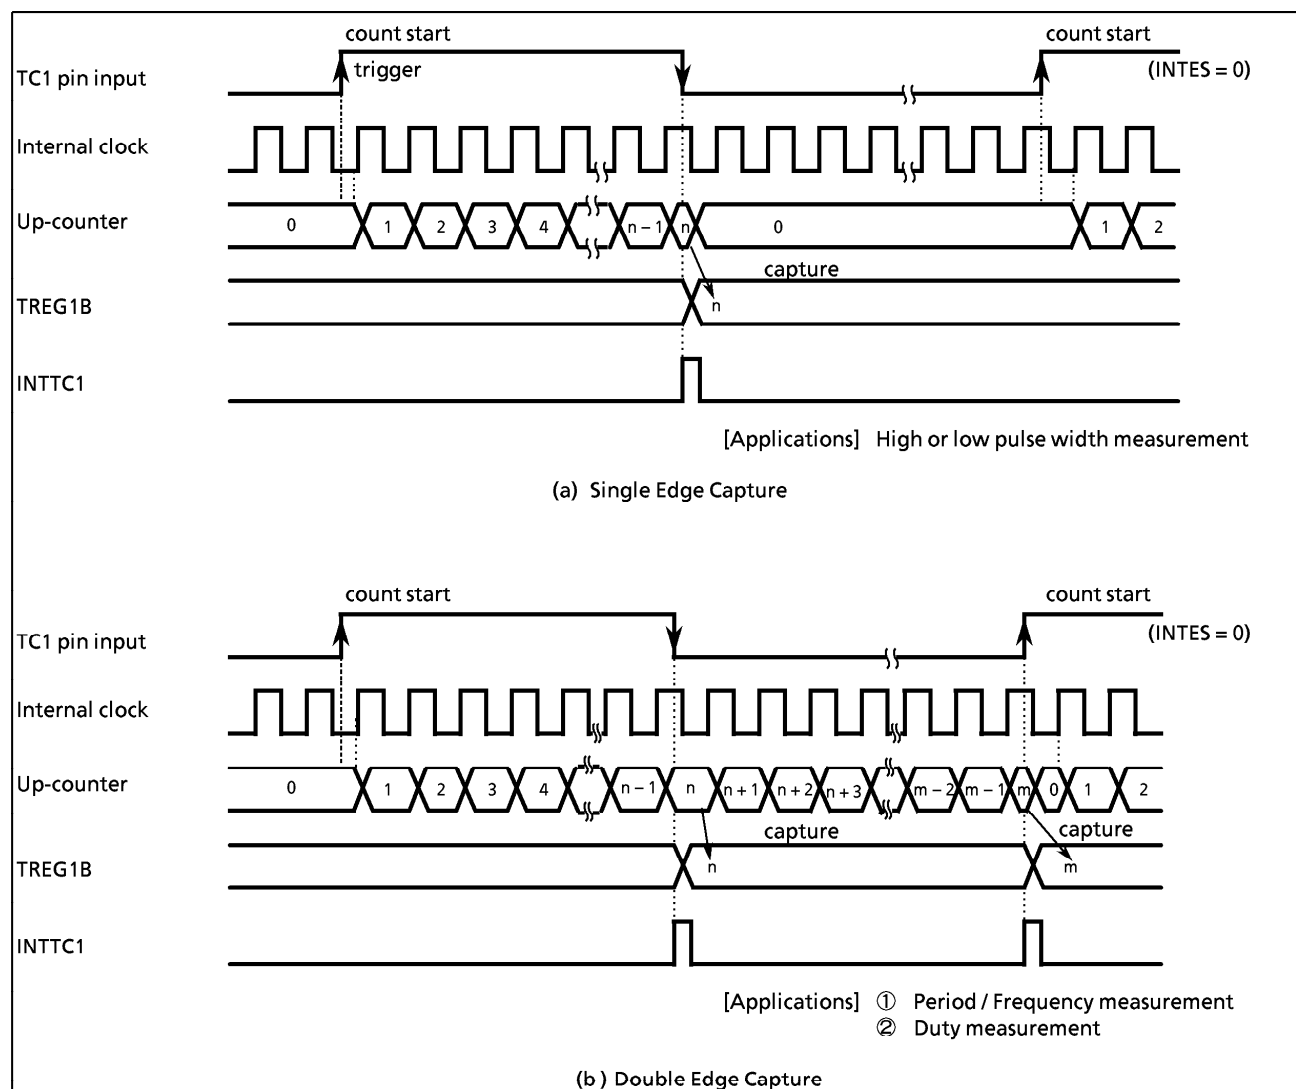 count start
count start
TC1 pin input
trigger
(INTES = 0)
Internal clock
Up-counter
0 1 2 3 4 n – 1 n 0 1 2
capture
TREG1B
n
INTTC1
[Applications] High or low pulse width measurement
(a) Single Edge Capture
count start
count start
TC1 pin input
(INTES = 0)
Internal clock
Up-counter
0 1 2 3 4 n – 1 n n + 1 n + 2 n + 3 m – 2 m – 1 m 0 1 2
capture
capture
TREG1B
n
m
INTTC1
[Applications] ① Period / Frequency measurement
② Duty measurement
(b) Double Edge Capture